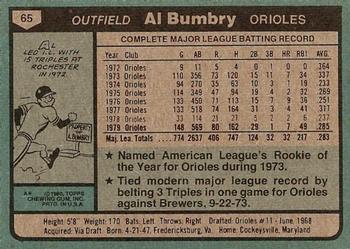 65
OUTFIELD Al Bumbry ORIOLES
COMPLETE MAJOR LEAGUE BATTING RECORD
Year Club G AB R H 2B 3B HR RBI AVG
1972 Orioles 9 11 5 4 0 1 0 0 .364
1973 Orioles 110 356 73 120 15 11 7 34 .337
1974 Orioles 94 270 35 63 10 3 1 19 .233
1975 Orioles 114 349 47 94 19 4 2 32 .269
1976 Orioles 133 450 71 113 15 7 9 36 .251
1977 Orioles 133 518 74 164 31 3 4 41 .317
1978 Orioles 33 114 21 27 5 2 2 6 .237
1979 Orioles 148 569 80 162 29 1 7 49 .285
Maj. Lea. Totals 774 2637 406 747 124 32 32 217 .283
AL
LED I.L. WITH
15 TRIPLES AT
ROCHESTER
IN 1972.
PROPERTY
OF
A.BUMBRY
© 1980 TOPPS
CHEWING GUM, INC.
PRTD. IN U.S.A.
★ Named American League's Rookie of
the Year for Orioles during 1973.
★ Tied modern major league record by
belting 3 Triples in one game for Orioles
against Brewers, 9-22-73.
Height: 5'8" Weight: 170 Bats: Left. Throws: Right Drafted: Orioles #11 - June, 1968
Acquired: Via Draft Born: 4-21-47, Fredericksburg, Va. Home: Cockeysville, Maryland